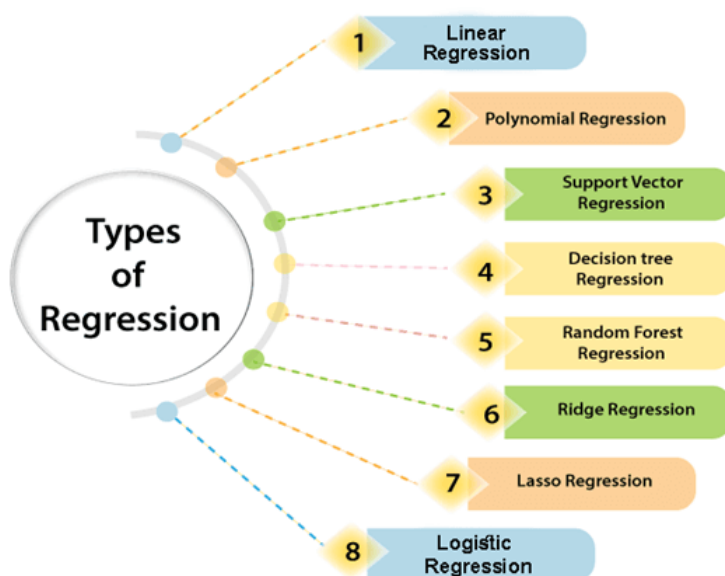 Types
of
Regression
1
Linear
Regression
2
Polynomial Regression
3
Support Vector
Regression
4
Decision tree
Regression
5
Random Forest
Regression
6
Ridge Regression
7
Lasso Regression
8
Logistic
Regression